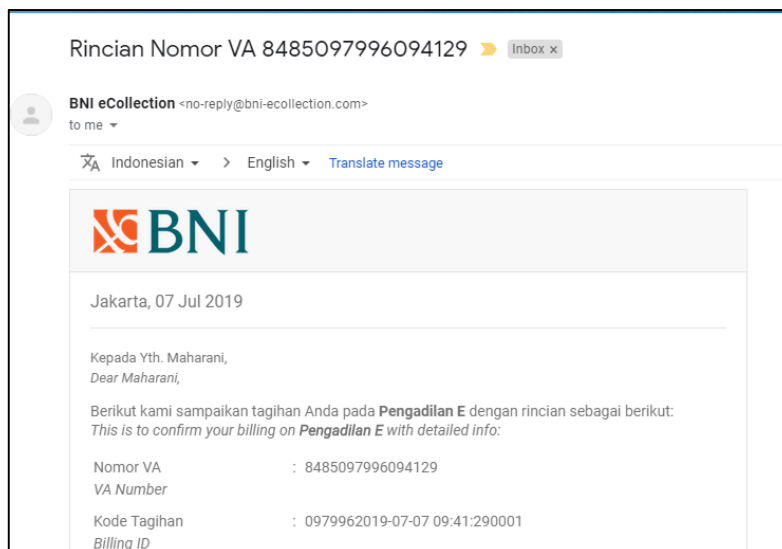 Rincian Nomor VA 8485097996094129 Inbox x
BNI eCollection <no-reply@bni-ecollection.com>
to me
Indonesian > English Translate message
BNI
Jakarta, 07 Jul 2019
Kepada Yth. Maharani,
Dear Maharani,
Berikut kami sampaikan tagihan Anda pada Pengadilan E dengan rincian sebagai berikut:
This is to confirm your billing on Pengadilan E with detailed info:
Nomor VA : 8485097996094129
VA Number
Kode Tagihan : 0979962019-07-07 09:41:290001
Billing ID